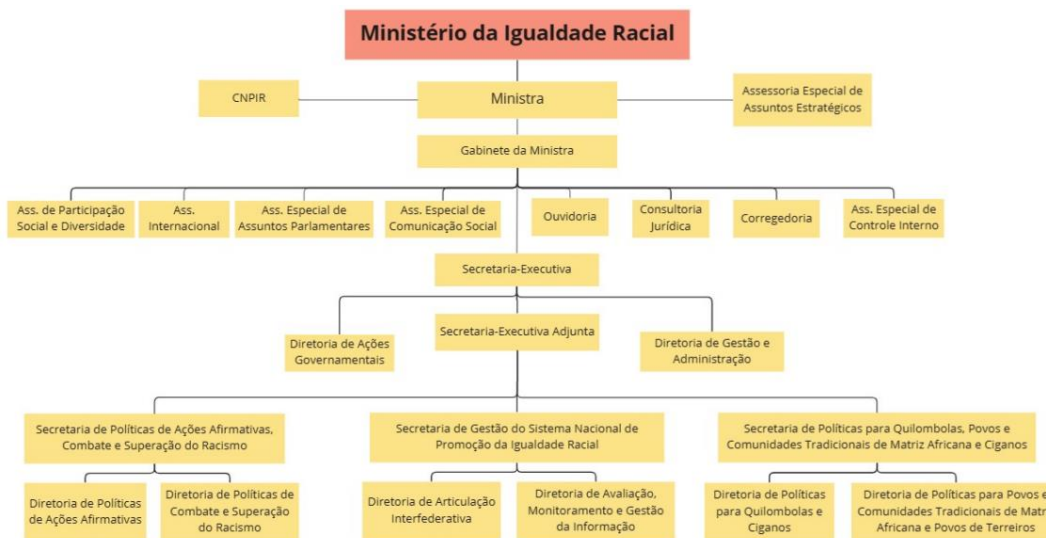 Ministério da Igualdade Racial
CNPIR
Ministra
Assessoria Especial de
Assuntos Estratégicos
Gabinete da Ministra
Ass. de Participação
Social e Diversidade
Ass.
Internacional
Ass. Especial de
Assuntos Parlamentares
Ass. Especial de
Comunicação Social
Ouvidoria
Consultoria
Jurídica
Corregedoria
Ass. Especial de
Controle Interno
Secretaria-Executiva
Diretoria de Ações
Governamentais
Secretaria-Executiva Adjunta
Diretoria de Gestão e
Administração
Secretaria de Políticas de Ações Afirmativas,
Combate e Superação do Racismo
Secretaria de Gestão do Sistema Nacional de
Promoção da Igualdade Racial
Secretaria de Políticas para Quilombolas, Povos e
Comunidades Tradicionais de Matriz Africana e Ciganos
Diretoria de Políticas
de Ações Afirmativas
Diretoria de Políticas de
Combate e Superação
do Racismo
Diretoria de Articulação
Interfederativa
Diretoria de Avaliação,
Monitoramento e Gestão
da Informação
Diretoria de Políticas
para Quilombolas e
Ciganos
Diretoria de Políticas para Povos e
Comunidades Tradicionais de Matr
Africana e Povos de Terreiros